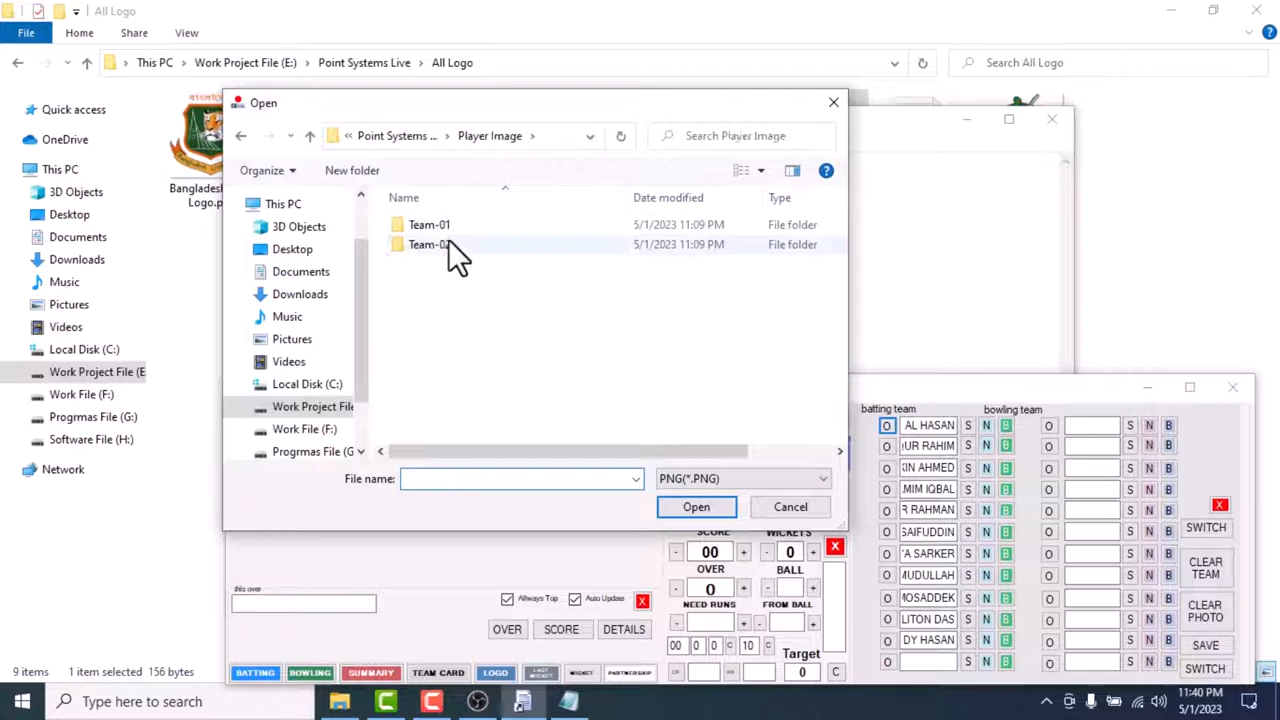 All Logo
File Home Share View
This PC Work Project File (E:) Point Systems Live All Logo
Search All Logo
Quick access
OneDrive
This PC
3D Objects
Desktop
Documents
Downloads
Music
Pictures
Videos
Local Disk (C:)
Work Project File (E
Work File (F:)
Progrmas File (G:)
Software File (H:)
Network
Bangladesh
Logo.p
9 items 1 item selected 156 bytes
Open
« Point Systems ... Player Image
Search Player Image
Organize New folder
This PC
3D Objects
Desktop
Documents
Downloads
Music
Pictures
Videos
Local Disk (C:)
Work Project File
Work File (F:)
Progrmas File (G
Name Date modified Type
Team-01 5/1/2023 11:09 PM File folder
5/1/2023 11:09 PM File folder
File name: PNG(*.PNG)
Open Cancel
batting team bowling team
O AL HASAN S N B O S N B
O UR RAHIM S N B O S N B
O KIN AHMED S N B O S N B
O MIM IQBAL S N B O S N B
O R RAHMAN S N B O S N B
O SAIFUDDIN S N B O S N B
O 'A SARKER S N B O S N B
O MUDULLAH S N B O S N B
O MOSADDEK S N B O S N B
O LITON DAS S N B O S N B
O DY HASAN S N B O S N B
O S N B O S N B
X
SWITCH
CLEAR TEAM
CLEAR PHOTO
SAVE
SWITCH
SCORE WICKETS X
- 00 + - 0 +
OVER BALL
- 0 + - +
NEED RUNS FROM BALL
- + - +
00 0 0 C 10 C Target
0 C
this over
Allways Top Auto Update X
OVER SCORE DETAILS
BATTING BOWLING SUMMARY TEAM CARD LOGO WICKET PARTNERSHIP
Type here to search
11:40 PM
5/1/2023